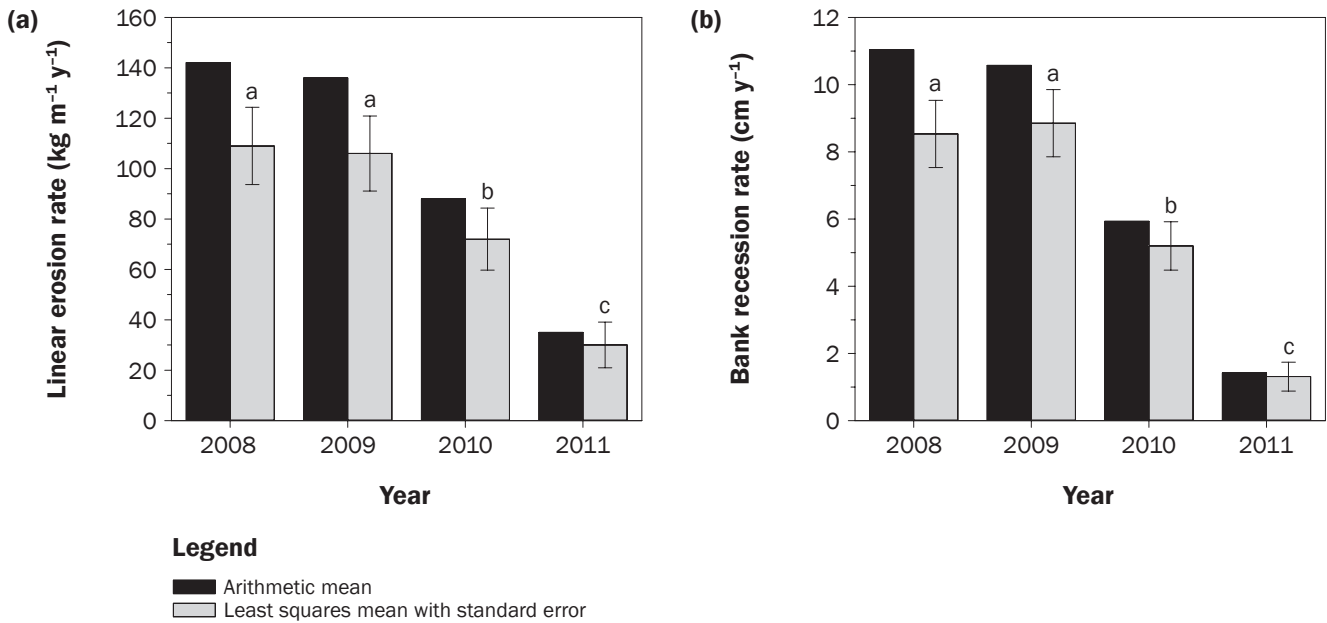 (a)
Linear erosion rate (kg m⁻¹ y⁻¹)
160
140
120
100
80
60
40
20
0
a
a
b
c
2008
2009
2010
2011
Year
(b)
Bank recession rate (cm y⁻¹)
12
10
8
6
4
2
0
a
a
b
c
2008
2009
2010
2011
Year
Legend
Arithmetic mean
Least squares mean with standard error